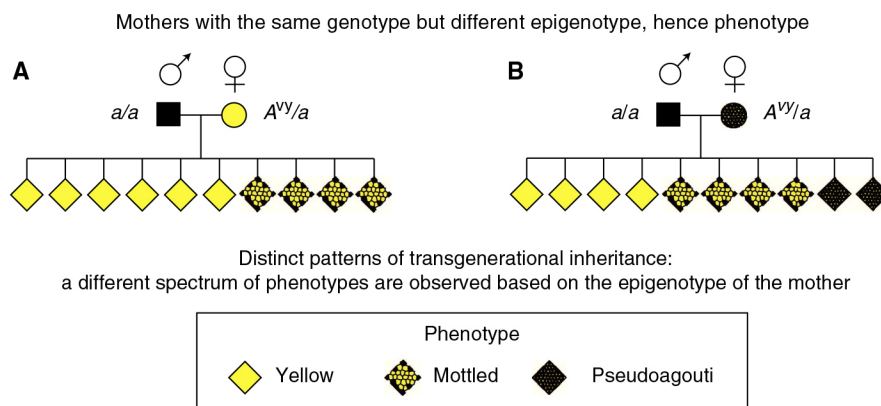 Mothers with the same genotype but different epigenotype, hence phenotype
A
B
a/a
A^vy/a
a/a
A^vy/a
Distinct patterns of transgenerational inheritance:
a different spectrum of phenotypes are observed based on the epigenotype of the mother
Phenotype
Yellow
Mottled
Pseudoagouti